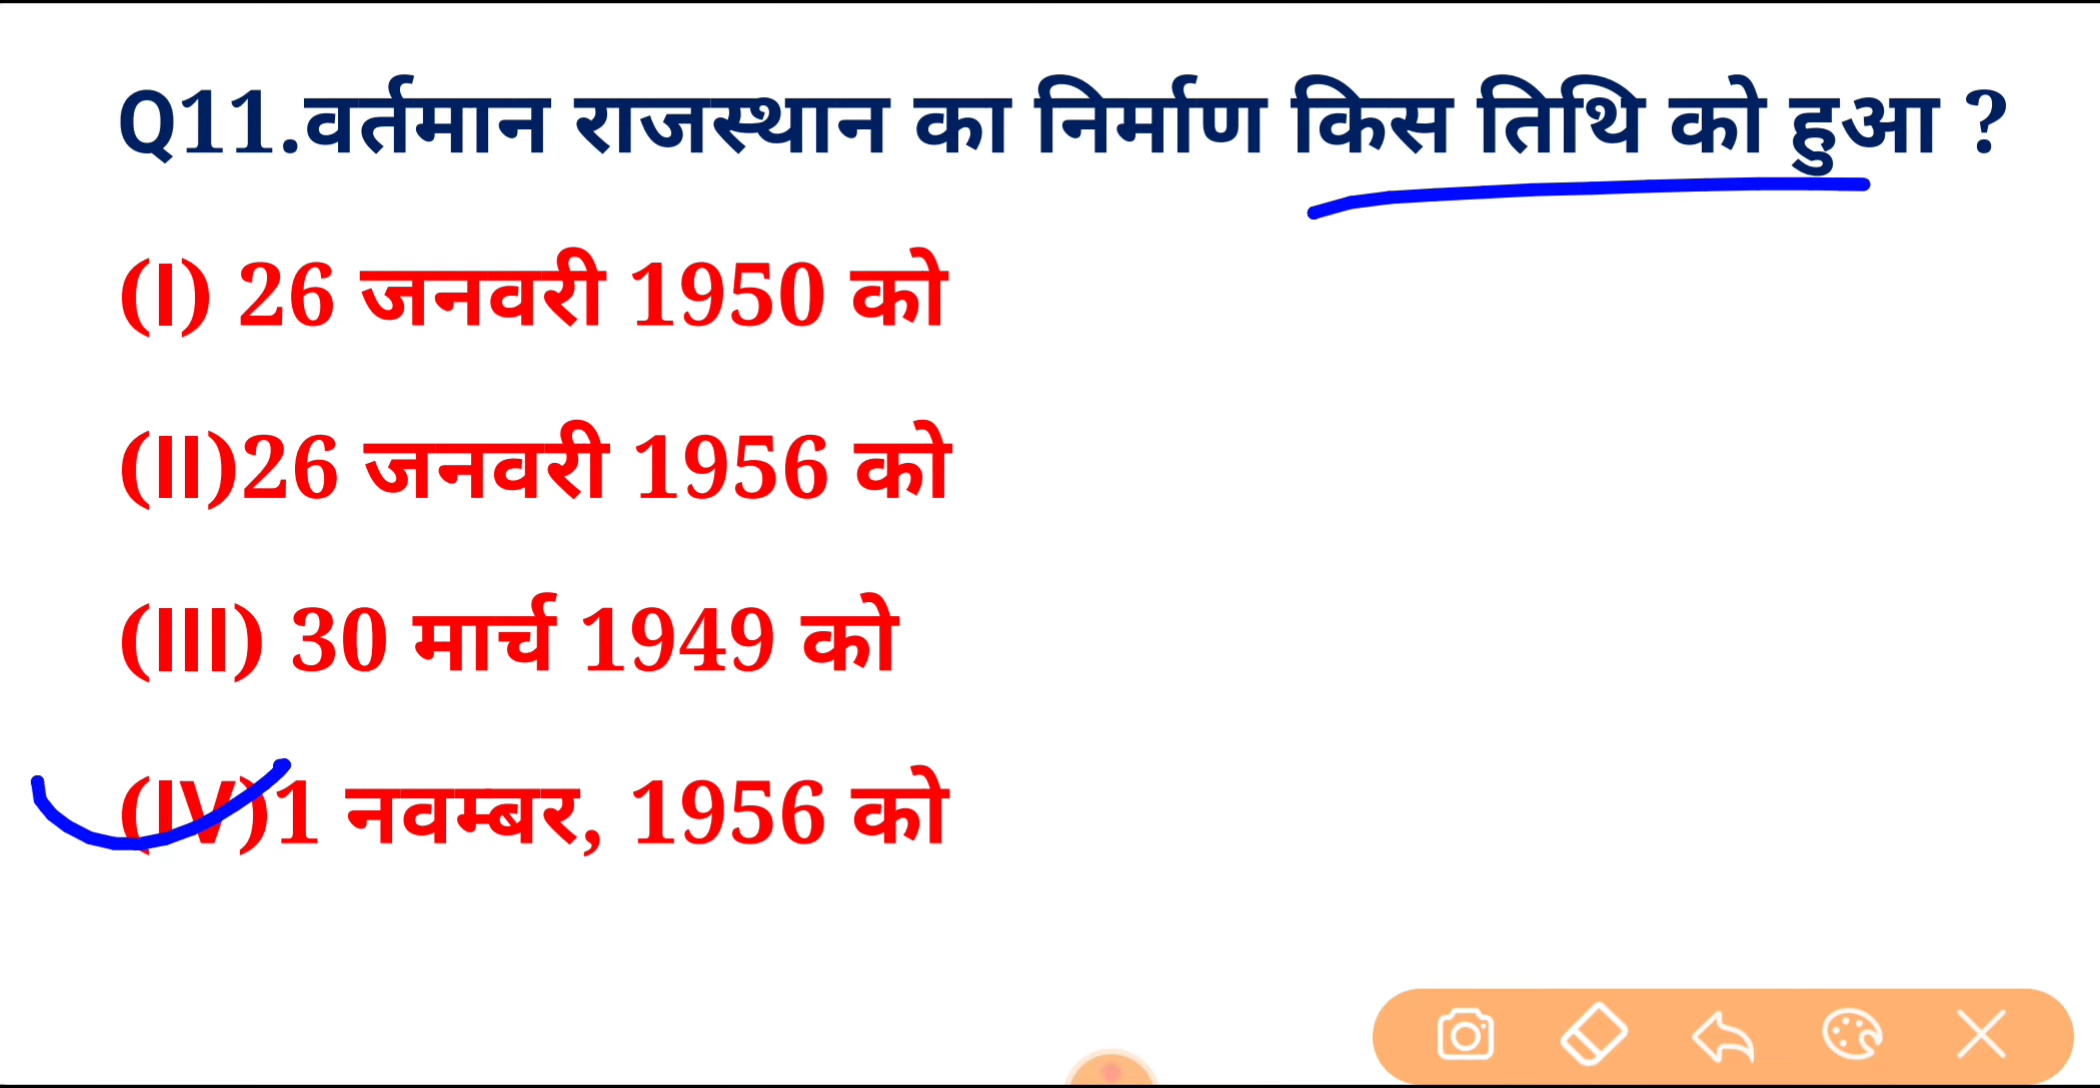 Q11.वर्तमान राजस्थान का निर्माण किस तिथि को हुआ ?
(I) 26 जनवरी 1950 को
(II)26 जनवरी 1956 को
(III) 30 मार्च 1949 को
(IV)1 नवम्बर, 1956 को